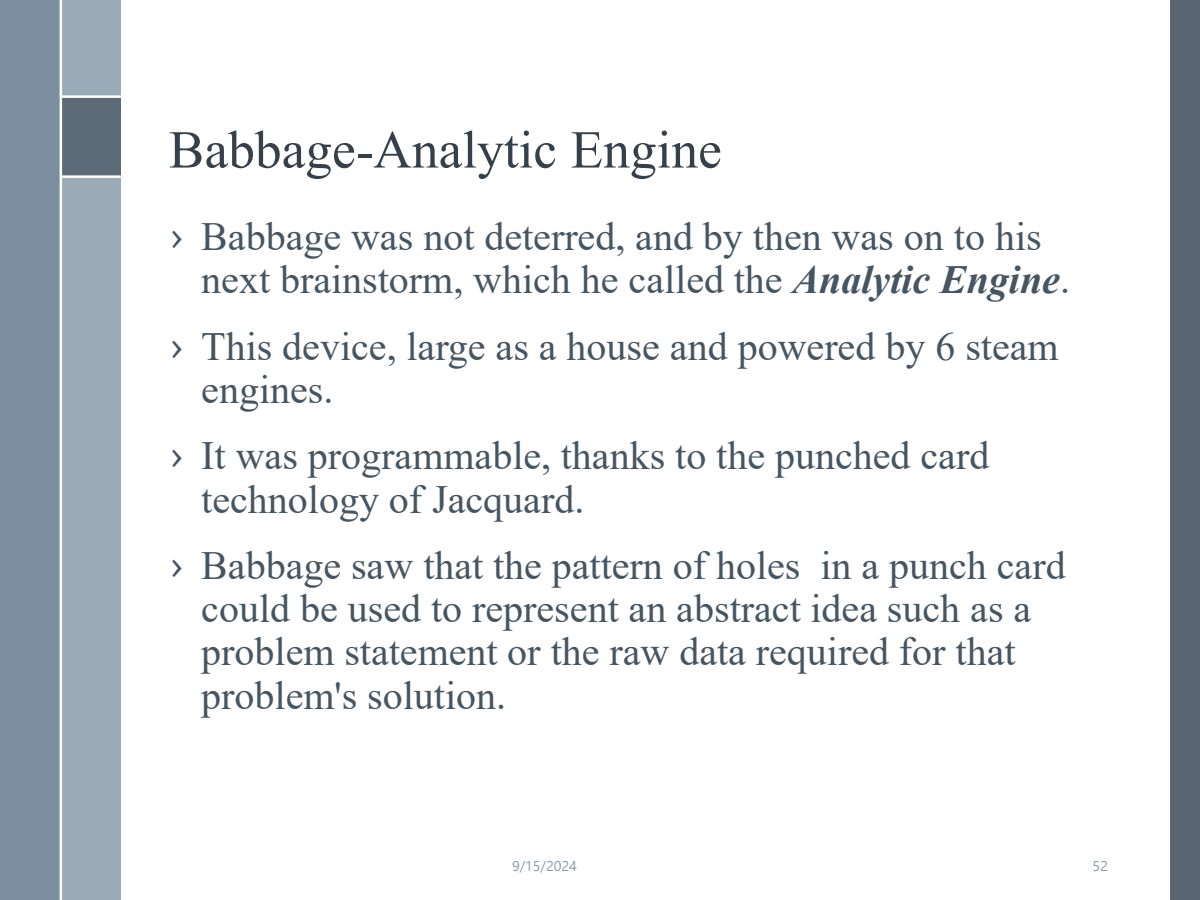 Babbage-Analytic Engine
› Babbage was not deterred, and by then was on to his
next brainstorm, which he called the Analytic Engine.
› This device, large as a house and powered by 6 steam
engines.
› It was programmable, thanks to the punched card
technology of Jacquard.
› Babbage saw that the pattern of holes  in a punch card
could be used to represent an abstract idea such as a
problem statement or the raw data required for that
problem's solution.
9/15/2024
52